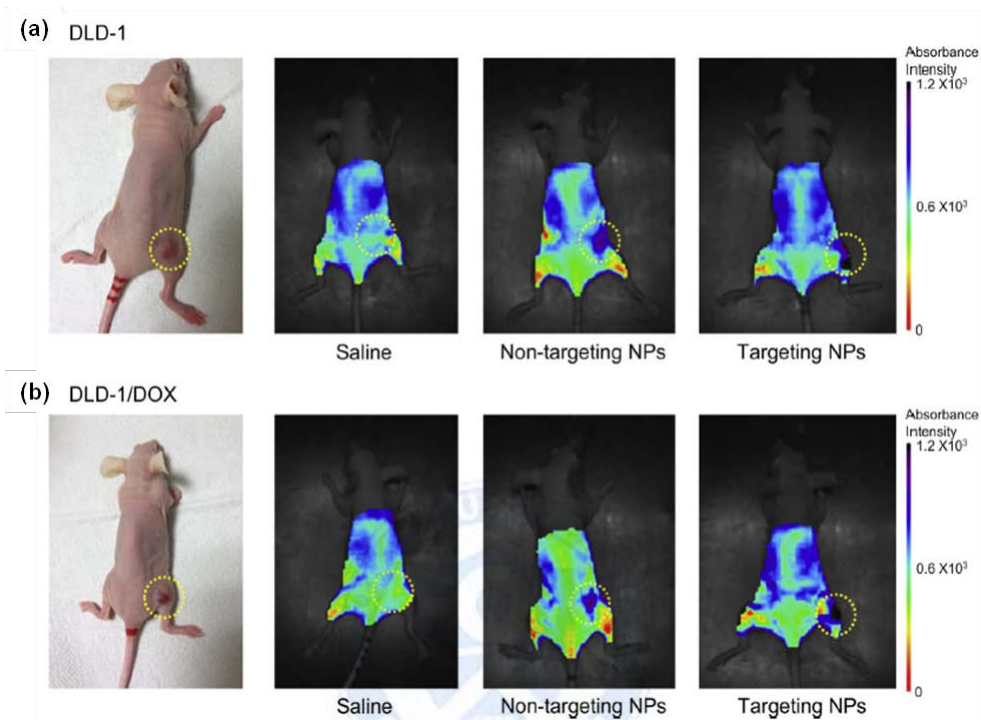 (a) DLD-1
Absorbance
Intensity
1.2 X10³
0.6 X10³
0
Saline
Non-targeting NPs
Targeting NPs
(b) DLD-1/DOX
Absorbance
Intensity
1.2 X10³
0.6 X10³
0
Saline
Non-targeting NPs
Targeting NPs